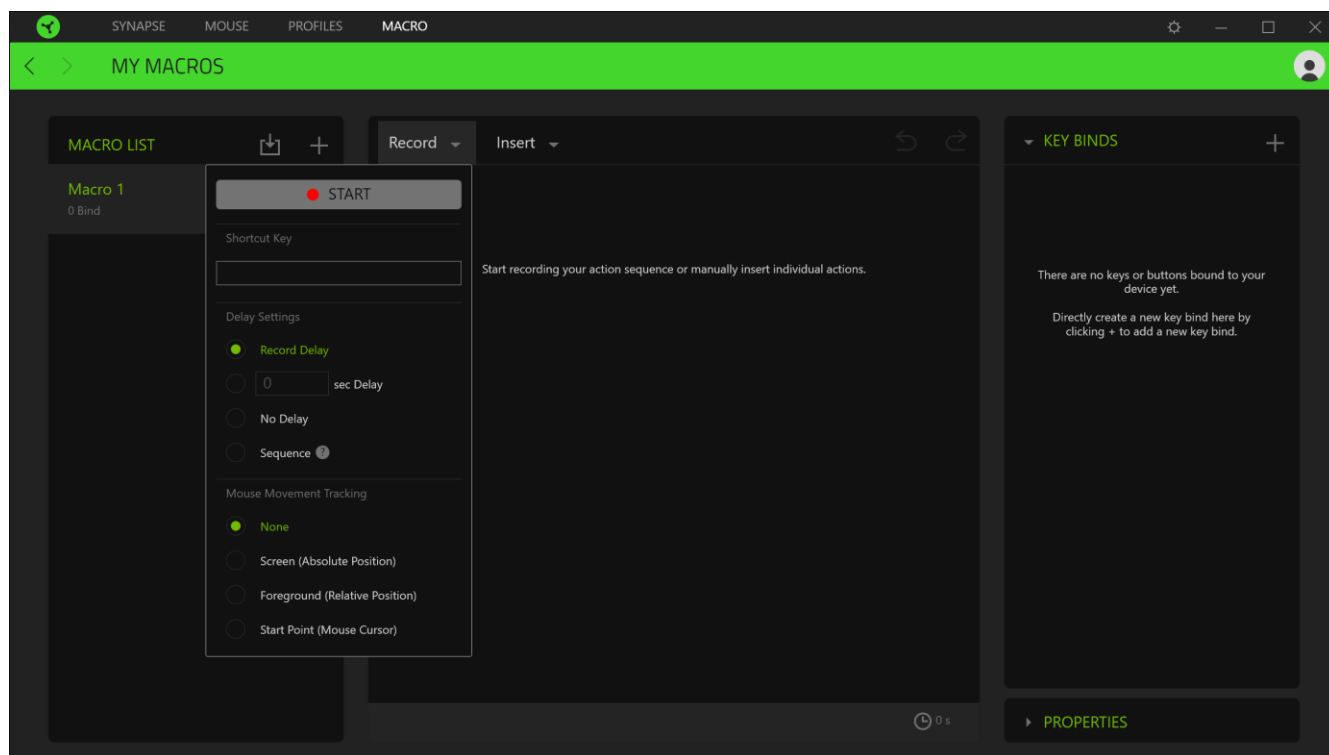 SYNAPSE MOUSE PROFILES MACRO
MY MACROS
MACRO LIST
Macro 1
0 Bind
Record Insert
START
Shortcut Key
Delay Settings
Record Delay
0 sec Delay
No Delay
Sequence ?
Mouse Movement Tracking
None
Screen (Absolute Position)
Foreground (Relative Position)
Start Point (Mouse Cursor)
Start recording your action sequence or manually insert individual actions.
0 s
KEY BINDS
There are no keys or buttons bound to your
device yet.
Directly create a new key bind here by
clicking + to add a new key bind.
PROPERTIES